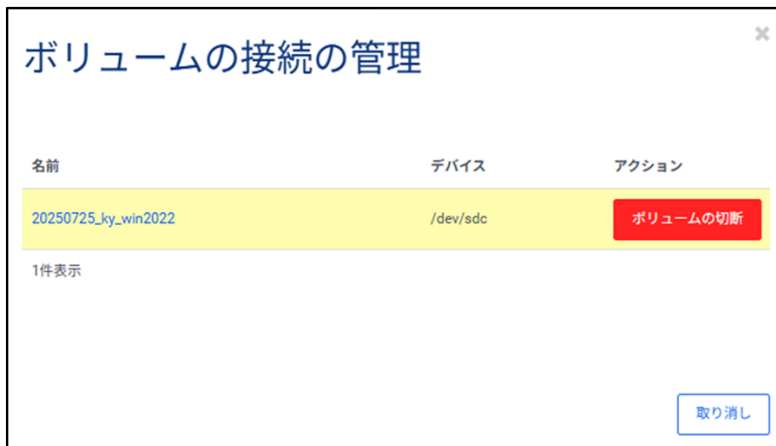 ボリュームの接続の管理
×
名前 デバイス アクション
20250725_ky_win2022 /dev/sdc ボリュームの切断
1件表示
取り消し